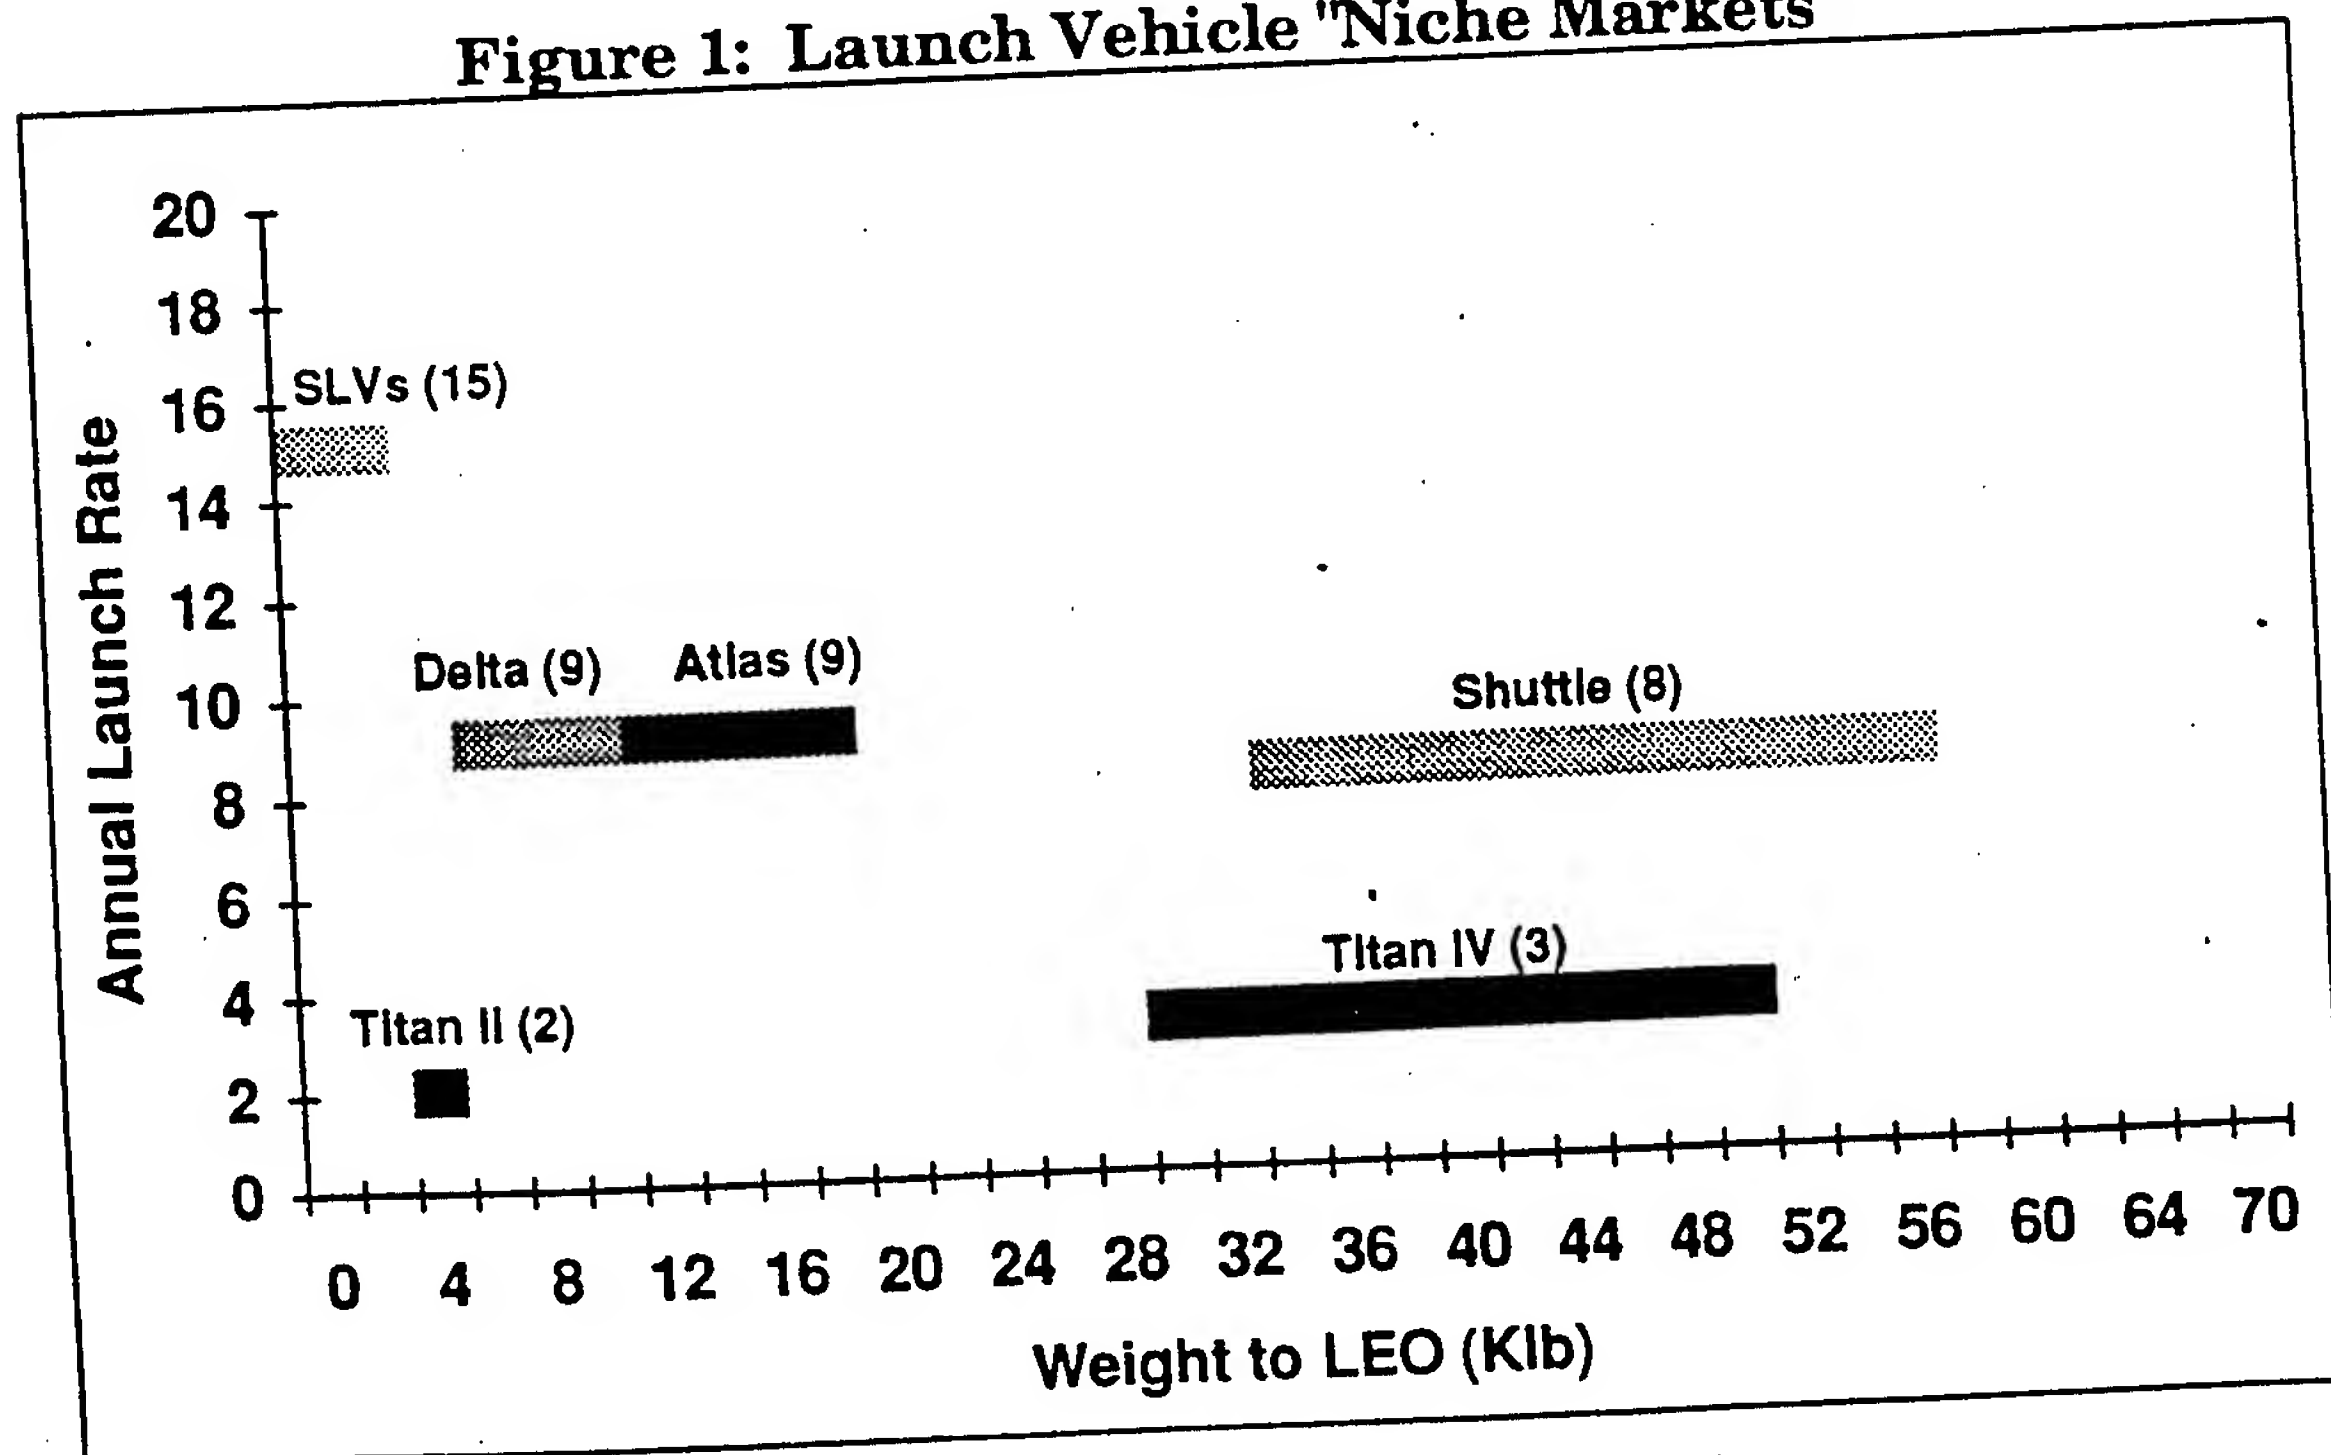 Figure 1: Launch Vehicle "Niche Markets
20
18
SLVs (15)
16
14
12
Delta (9) Atlas (9)
Shuttle (8)
10
8
6
Titan IV (3)
4
Titan II (2)
2
0
0 4 8 12 16 20 24 28 32 36 40 44 48 52 56 60 64 70
Annual Launch Rate
Weight to LEO (Klb)